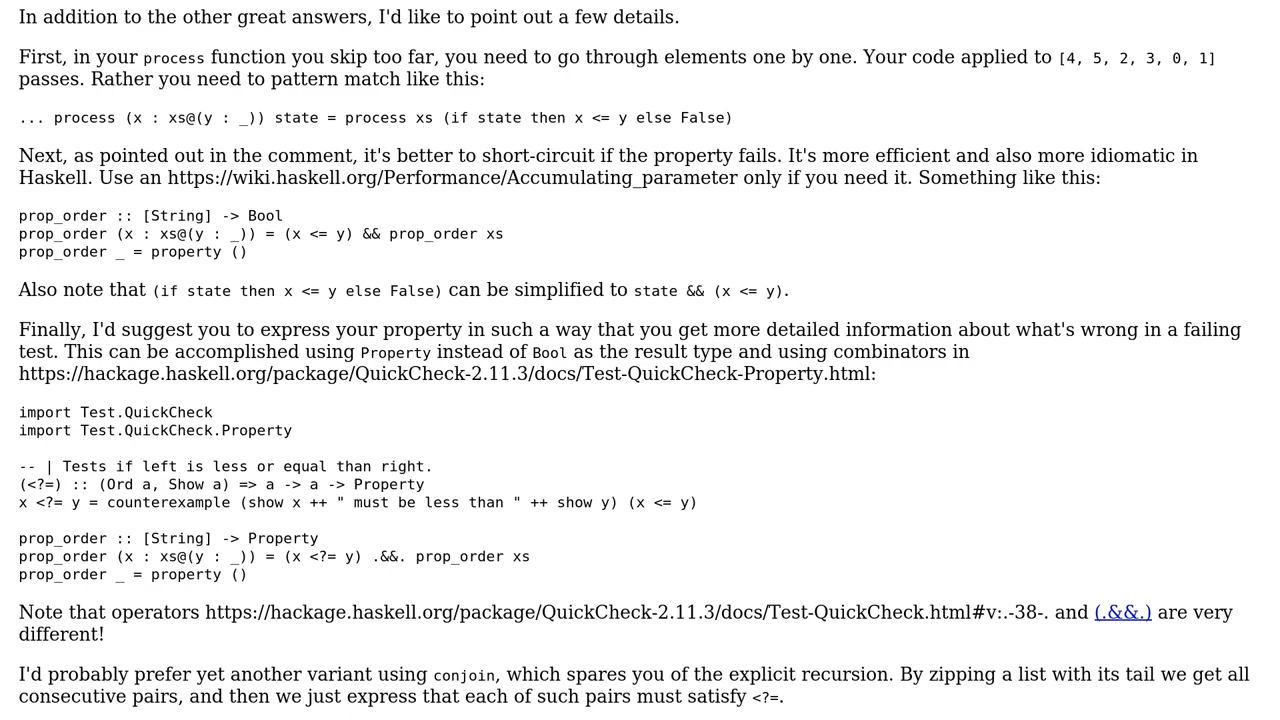 In addition to the other great answers, I'd like to point out a few details.
First, in your process function you skip too far, you need to go through elements one by one. Your code applied to [4, 5, 2, 3, 0, 1]
passes. Rather you need to pattern match like this:
... process (x : xs@(y : _)) state = process xs (if state then x <= y else False)
Next, as pointed out in the comment, it's better to short-circuit if the property fails. It's more efficient and also more idiomatic in
Haskell. Use an https://wiki.haskell.org/Performance/Accumulating_parameter only if you need it. Something like this:
prop_order :: [String] -> Bool
prop_order (x : xs@(y : _)) = (x <= y) && prop_order xs
prop_order _ = property ()
Also note that (if state then x <= y else False) can be simplified to state && (x <= y).
Finally, I'd suggest you to express your property in such a way that you get more detailed information about what's wrong in a failing
test. This can be accomplished using Property instead of Bool as the result type and using combinators in
https://hackage.haskell.org/package/QuickCheck-2.11.3/docs/Test-QuickCheck-Property.html:
import Test.QuickCheck
import Test.QuickCheck.Property
-- | Tests if left is less or equal than right.
(<?=) :: (Ord a, Show a) => a -> a -> Property
x <?= y = counterexample (show x ++ " must be less than " ++ show y) (x <= y)
prop_order :: [String] -> Property
prop_order (x : xs@(y : _)) = (x <?= y) .&&. prop_order xs
prop_order _ = property ()
Note that operators https://hackage.haskell.org/package/QuickCheck-2.11.3/docs/Test-QuickCheck.html#v:.-38-. and (.&&.) are very
different!
I'd probably prefer yet another variant using conjoin, which spares you of the explicit recursion. By zipping a list with its tail we get all
consecutive pairs, and then we just express that each of such pairs must satisfy <?=.